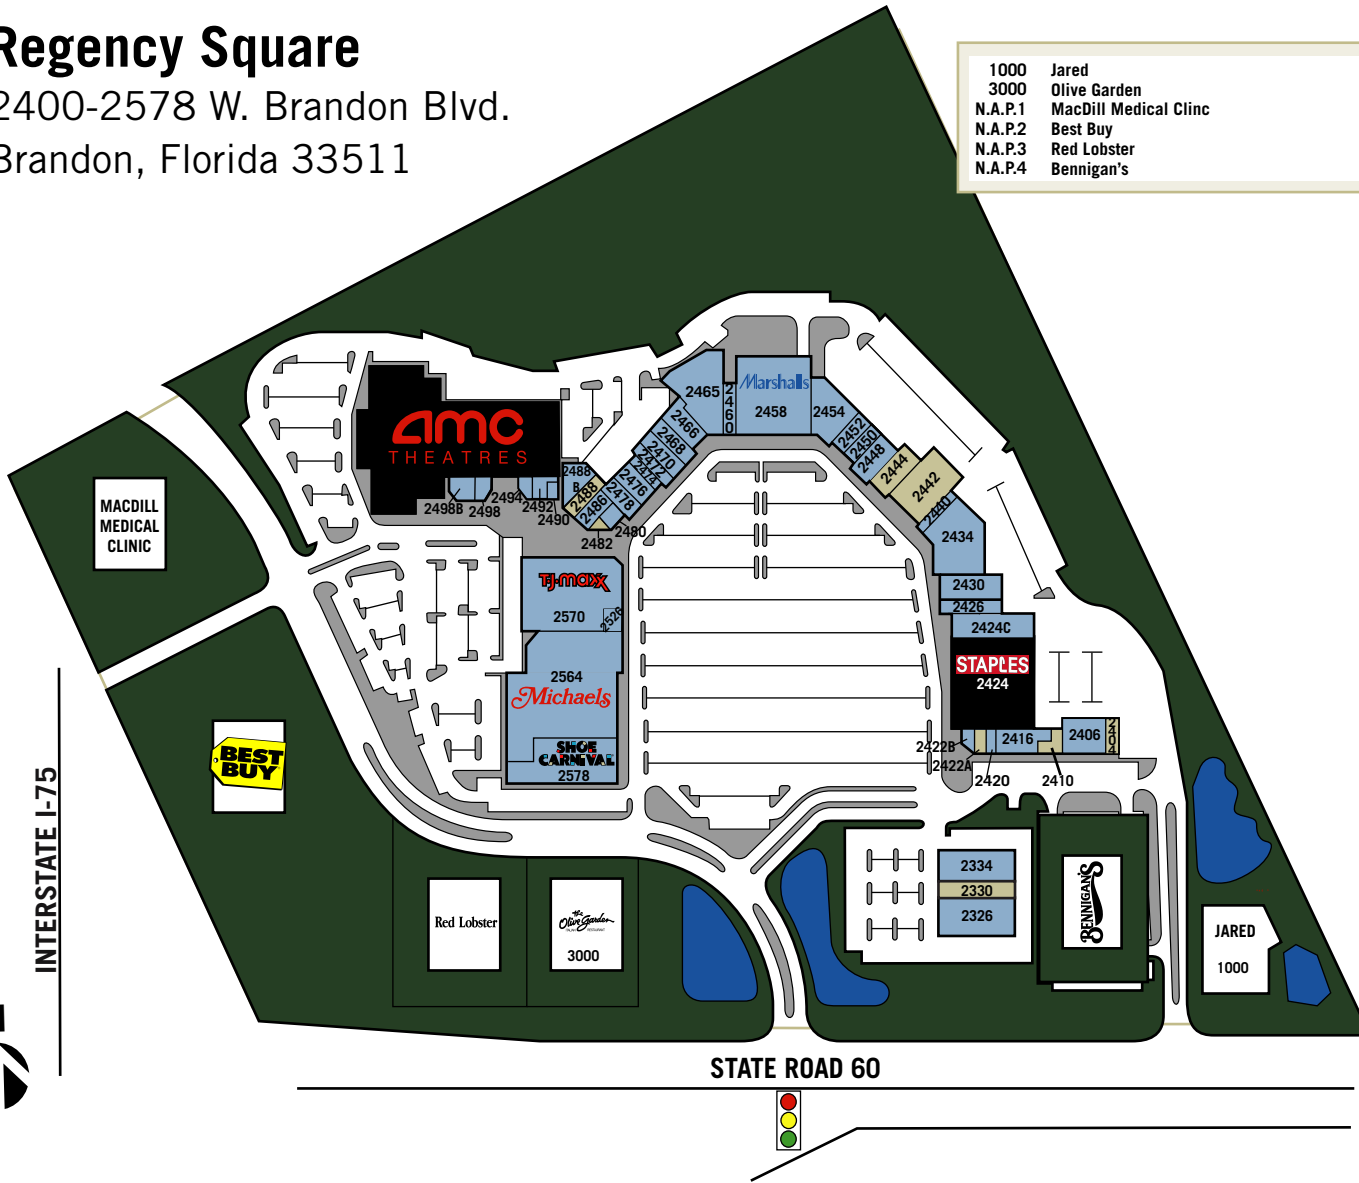 Regency Square
2400-2578 W. Brandon Blvd.
Brandon, Florida 33511
1000 Jared
3000 Olive Garden
N.A.P.1 MacDill Medical Clinc
N.A.P.2 Best Buy
N.A.P.3 Red Lobster
N.A.P.4 Bennigan's
amc
THEATRES
2498B
2498
2494
2492
2490
2488
B
2488
2486
2482
2480
2478
2476
2474
2472
2470
2468
2466
2465
2460
Marshalls
2458
2454
2452
2450
2448
2444
2442
2440
2434
2430
2426
2424C
STAPLES
2424
2422B
2422A
2420
2416
2410
2406
2404
MACDILL
MEDICAL
CLINIC
T·J·maxx
2570
2526
2564
Michaels
SHOE
CARNIVAL
2578
BEST
BUY
INTERSTATE I-75
Red Lobster
the
Olive Garden
3000
2334
2330
2326
BENNIGAN'S
JARED
1000
STATE ROAD 60